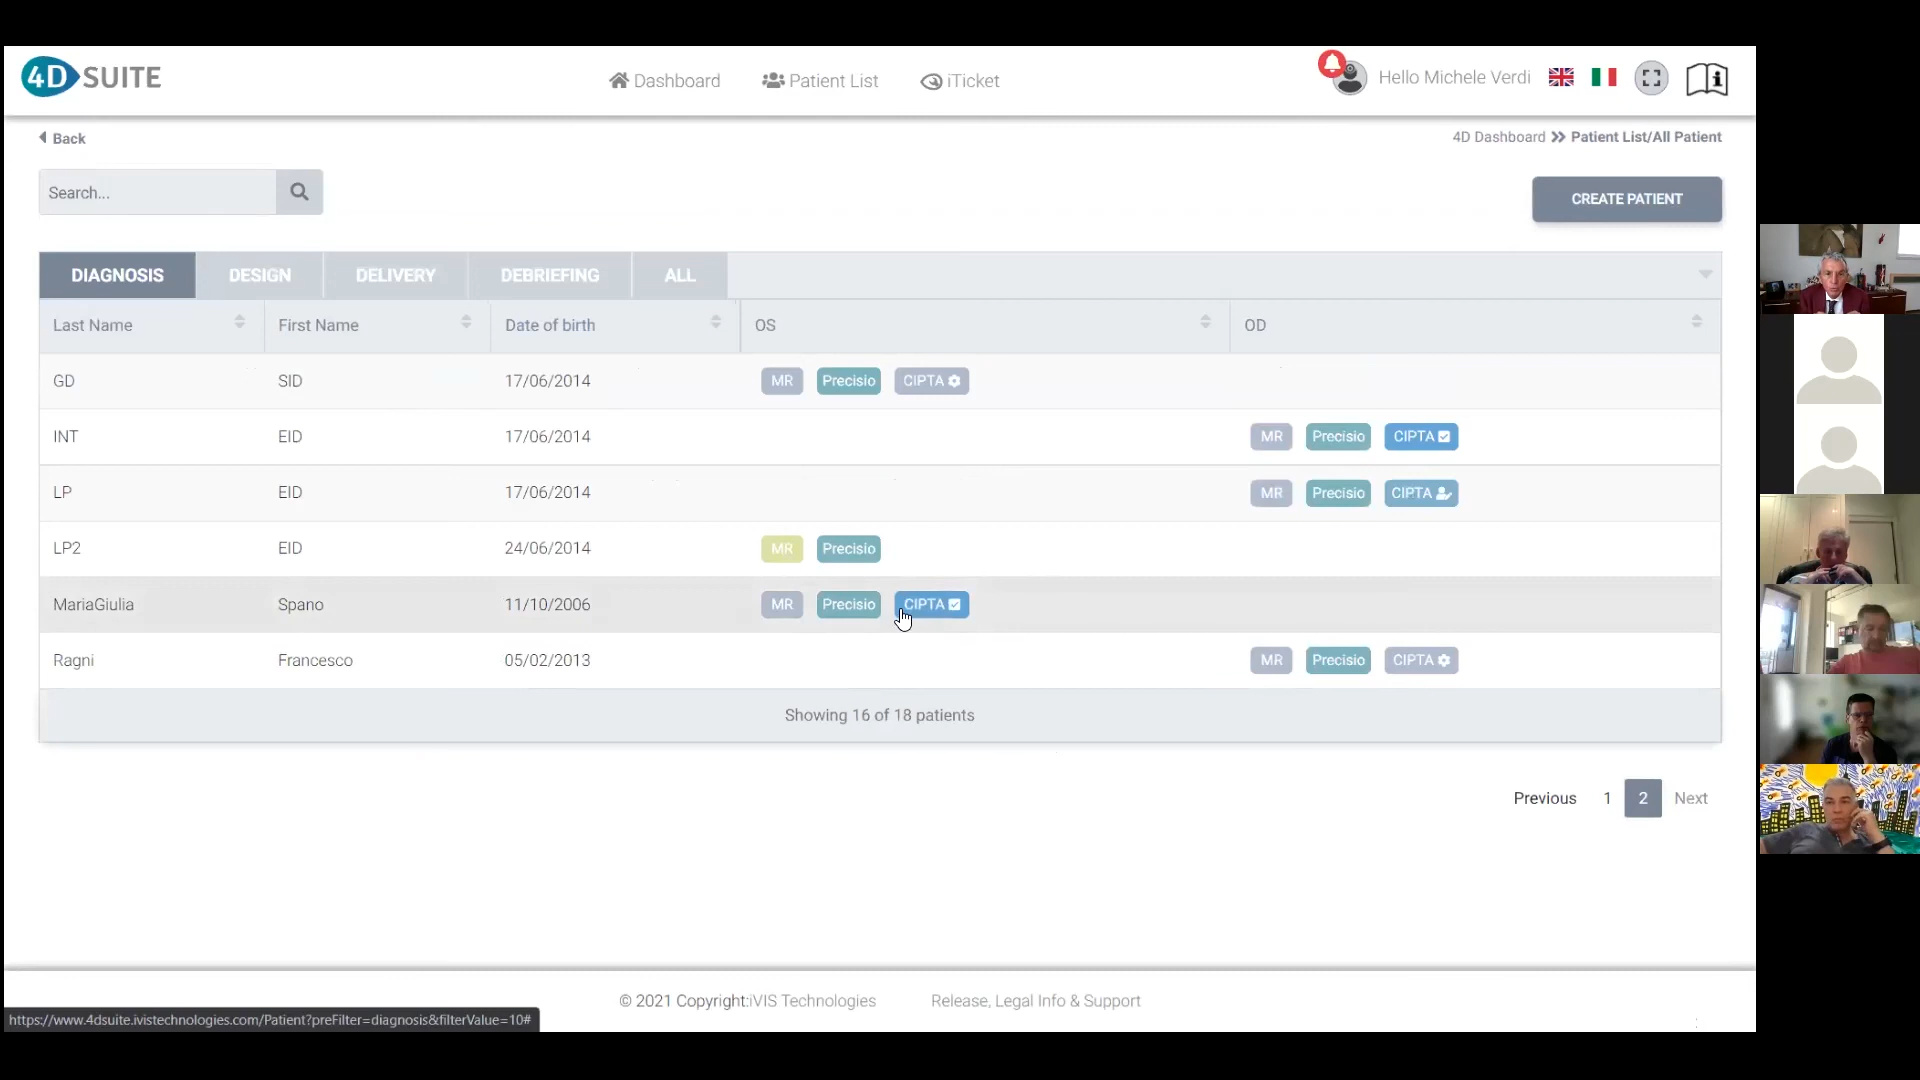 4D SUITE
Dashboard Patient List iTicket
Hello Michele Verdi
Back
4D Dashboard Patient List/All Patient
Search...
CREATE PATIENT
DIAGNOSIS DESIGN DELIVERY DEBRIEFING ALL
Last Name First Name Date of birth OS OD
GD SID 17/06/2014 MR Precisio CIPTA
INT EID 17/06/2014 MR Precisio CIPTA
LP EID 17/06/2014 MR Precisio CIPTA
LP2 EID 24/06/2014 MR Precisio
MariaGiulia Spano 11/10/2006 MR Precisio CIPTA
Ragni Francesco 05/02/2013 MR Precisio CIPTA
Showing 16 of 18 patients
Previous 1 2 Next
© 2021 Copyright:iVIS Technologies Release, Legal Info & Support
https://www.4dsuite.ivistechnologies.com/Patient?preFilter=diagnosis&filterValue=10#